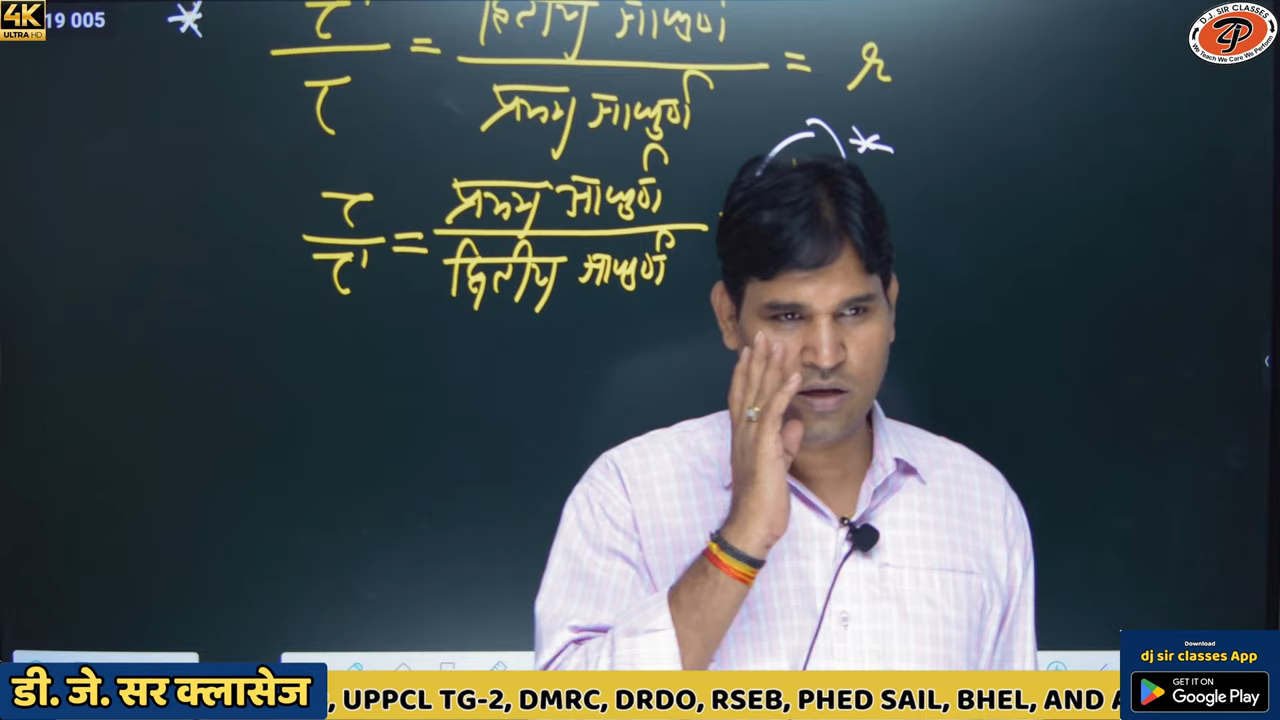 4K
ULTRA HD
19 005
*
D.J. SIR CLASSES
We Teach We Care We Perform
τ' / τ = द्वितीय आघूर्ण / प्रथम आघूर्ण = r
*
τ / τ' = प्रथम आघूर्ण / द्वितीय आघूर्ण
Download
dj sir classes App
GET IT ON
Google Play
डी. जे. सर क्लासेज
, UPPCL TG-2, DMRC, DRDO, RSEB, PHED SAIL, BHEL, AND